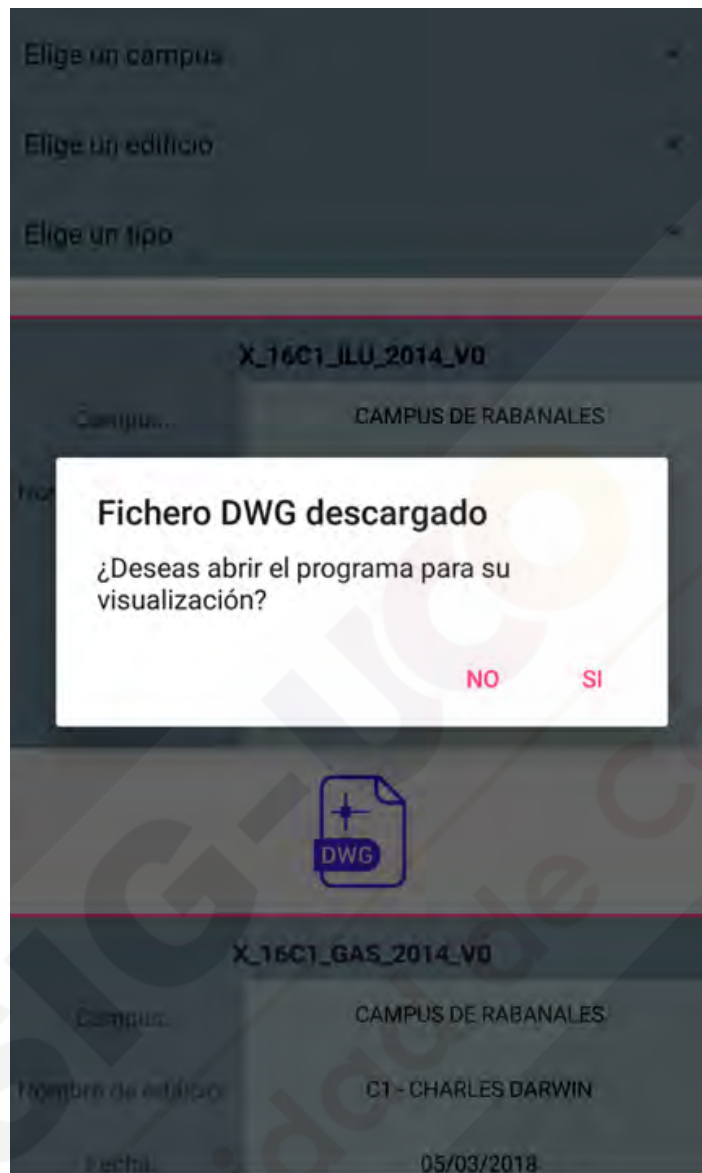 Elige un campus
Elige un edificio
Elige un tipo
X_16C1_ILU_2014_V0
Campus: CAMPUS DE RABANALES
Fichero DWG descargado
¿Deseas abrir el programa para su
visualización?
NO SI
DWG
X_16C1_GAS_2014_V0
Campus: CAMPUS DE RABANALES
Nombre de edificio: C1 - CHARLES DARWIN
Fecha: 05/03/2018
SIG-UCO